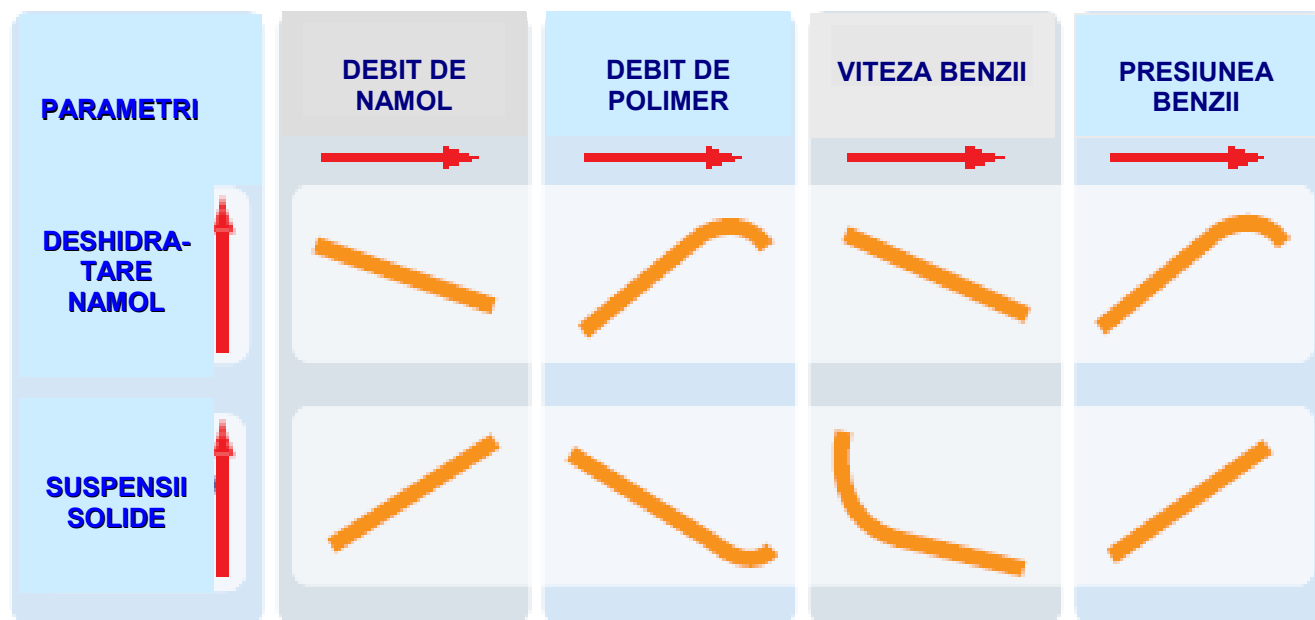 PARAMETRI
DEBIT DE
NAMOL
DEBIT DE
POLIMER
VITEZA BENZII
PRESIUNEA
BENZII
DESHIDRA-
TARE
NAMOL
SUSPENSII
SOLIDE